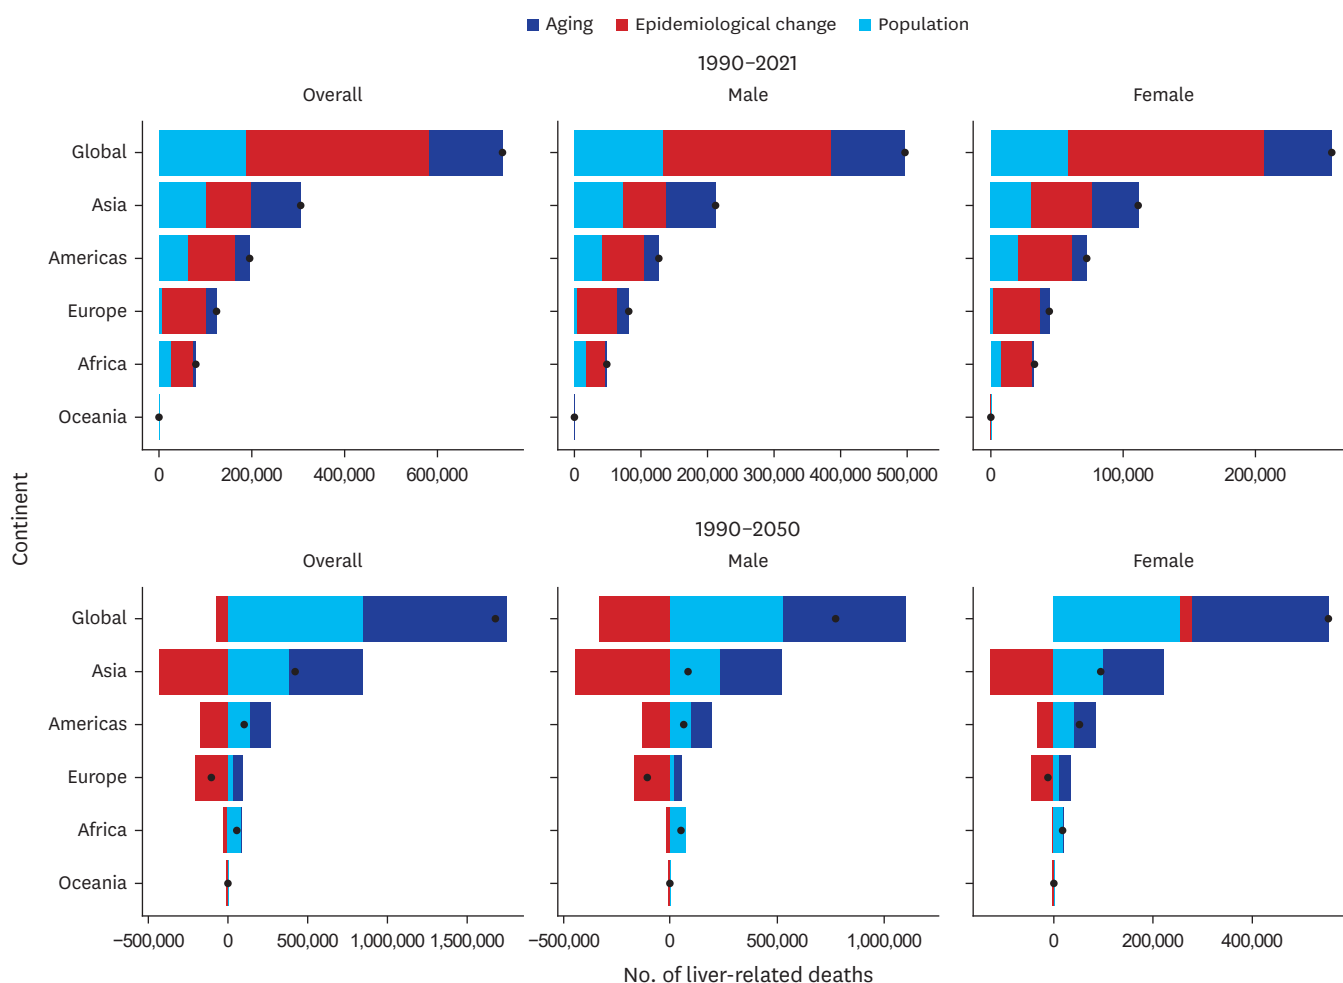 Aging Epidemiological change Population
1990–2021
Overall Male Female
Global
Asia
Americas
Europe
Africa
Oceania
0 200,000 400,000 600,000 0 100,000 200,000 300,000 400,000 500,000 0 100,000 200,000
Continent
1990–2050
Overall Male Female
Global
Asia
Americas
Europe
Africa
Oceania
−500,000 0 500,000 1,000,000 1,500,000 −500,000 0 500,000 1,000,000 0 200,000 400,000
No. of liver-related deaths